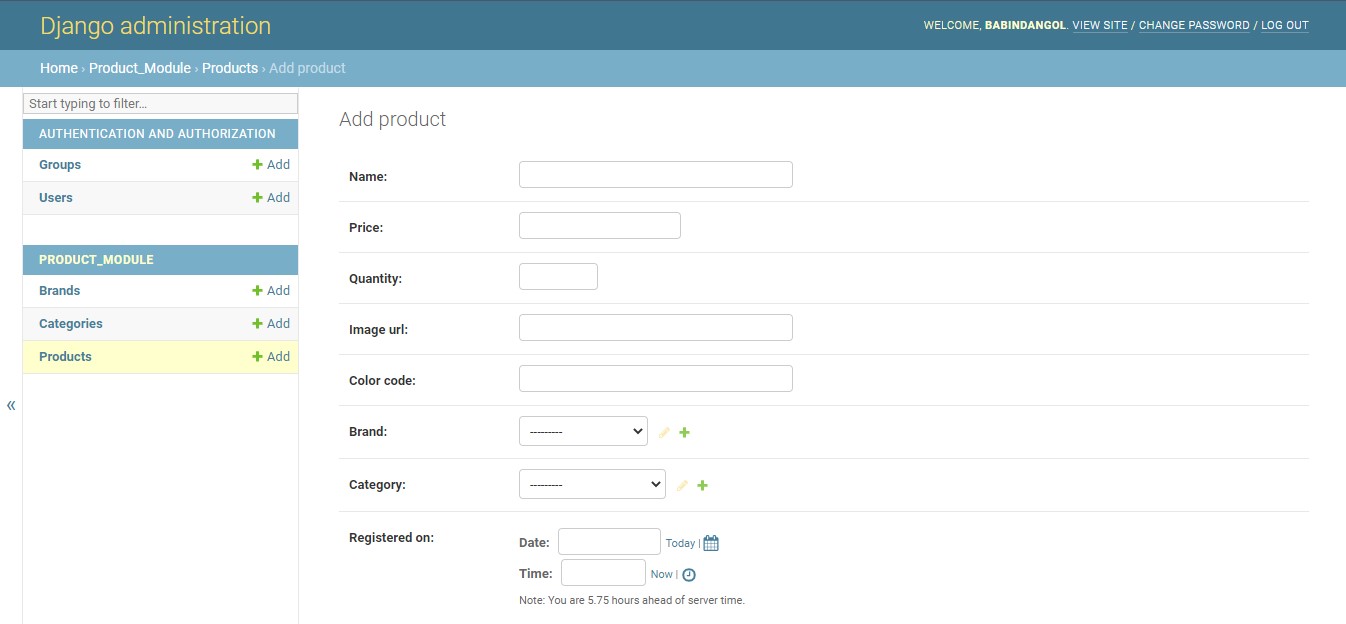 Django administration
WELCOME, BABINDANGOL. VIEW SITE / CHANGE PASSWORD / LOG OUT
Home › Product_Module › Products › Add product
Start typing to filter...
AUTHENTICATION AND AUTHORIZATION
Groups + Add
Users + Add
PRODUCT_MODULE
Brands + Add
Categories + Add
Products + Add
«
Add product
Name:
Price:
Quantity:
Image url:
Color code:
Brand: ---------
Category: ---------
Registered on:
Date: Today |
Time: Now |
Note: You are 5.75 hours ahead of server time.